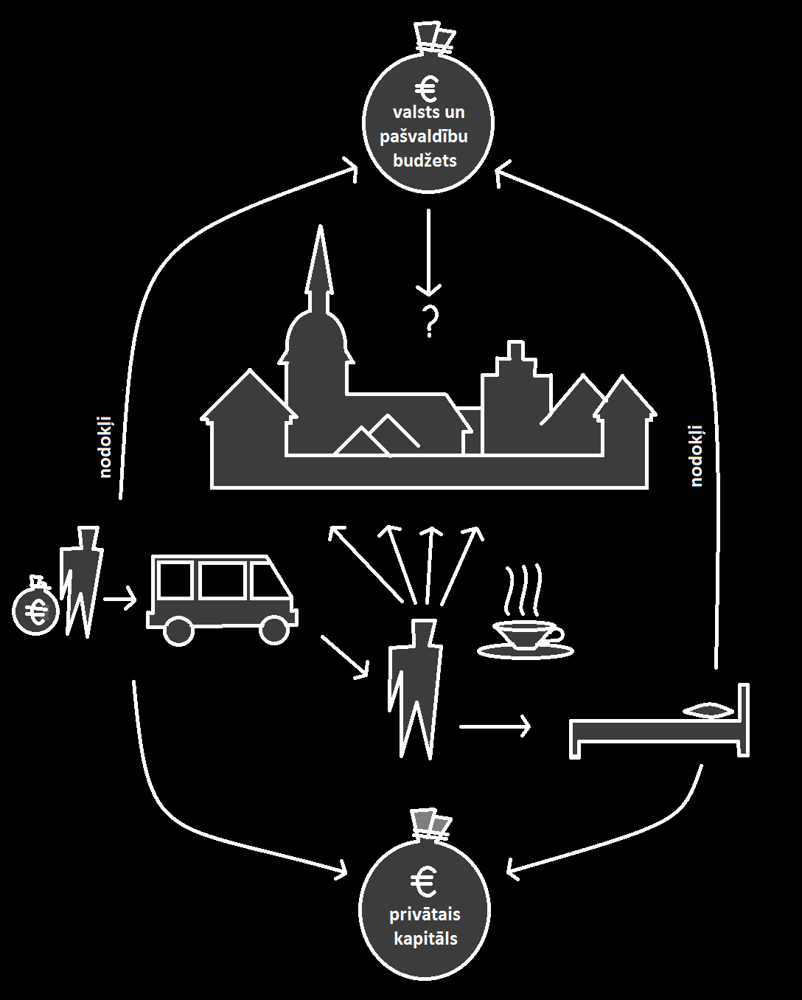 €
valsts un
pašvaldību
budžets
?
nodokļi
nodokļi
€
€
privātais
kapitāls